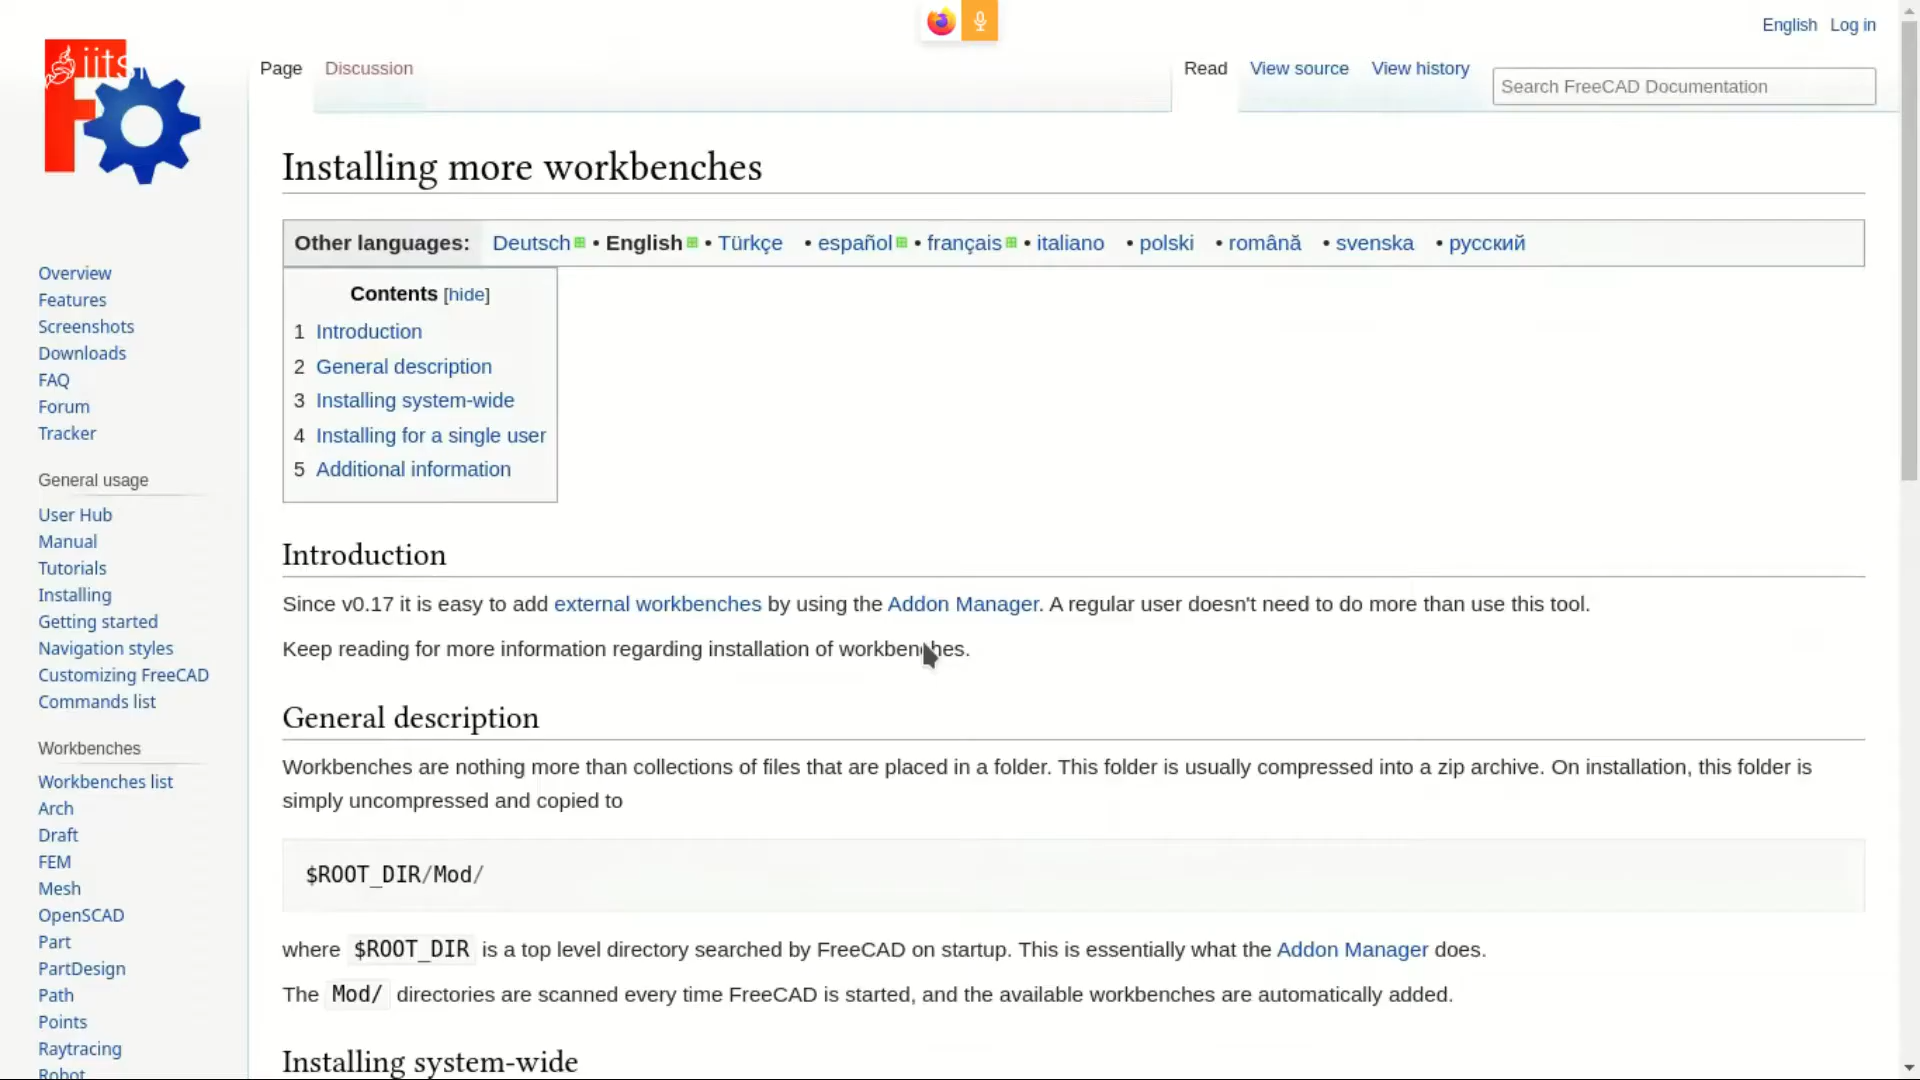 English Log in
jits
Page Discussion Read View source View history Search FreeCAD Documentation
Installing more workbenches
Other languages: Deutsch • English • Türkçe • español • français • italiano • polski • română • svenska • русский
Contents [hide]
1 Introduction
2 General description
3 Installing system-wide
4 Installing for a single user
5 Additional information
Introduction
Since v0.17 it is easy to add external workbenches by using the Addon Manager. A regular user doesn't need to do more than use this tool.
Keep reading for more information regarding installation of workbenches.
General description
Workbenches are nothing more than collections of files that are placed in a folder. This folder is usually compressed into a zip archive. On installation, this folder is
simply uncompressed and copied to
$ROOT_DIR/Mod/
where $ROOT_DIR is a top level directory searched by FreeCAD on startup. This is essentially what the Addon Manager does.
The Mod/ directories are scanned every time FreeCAD is started, and the available workbenches are automatically added.
Installing system-wide
Overview
Features
Screenshots
Downloads
FAQ
Forum
Tracker
General usage
User Hub
Manual
Tutorials
Installing
Getting started
Navigation styles
Customizing FreeCAD
Commands list
Workbenches
Workbenches list
Arch
Draft
FEM
Mesh
OpenSCAD
Part
PartDesign
Path
Points
Raytracing
Robot